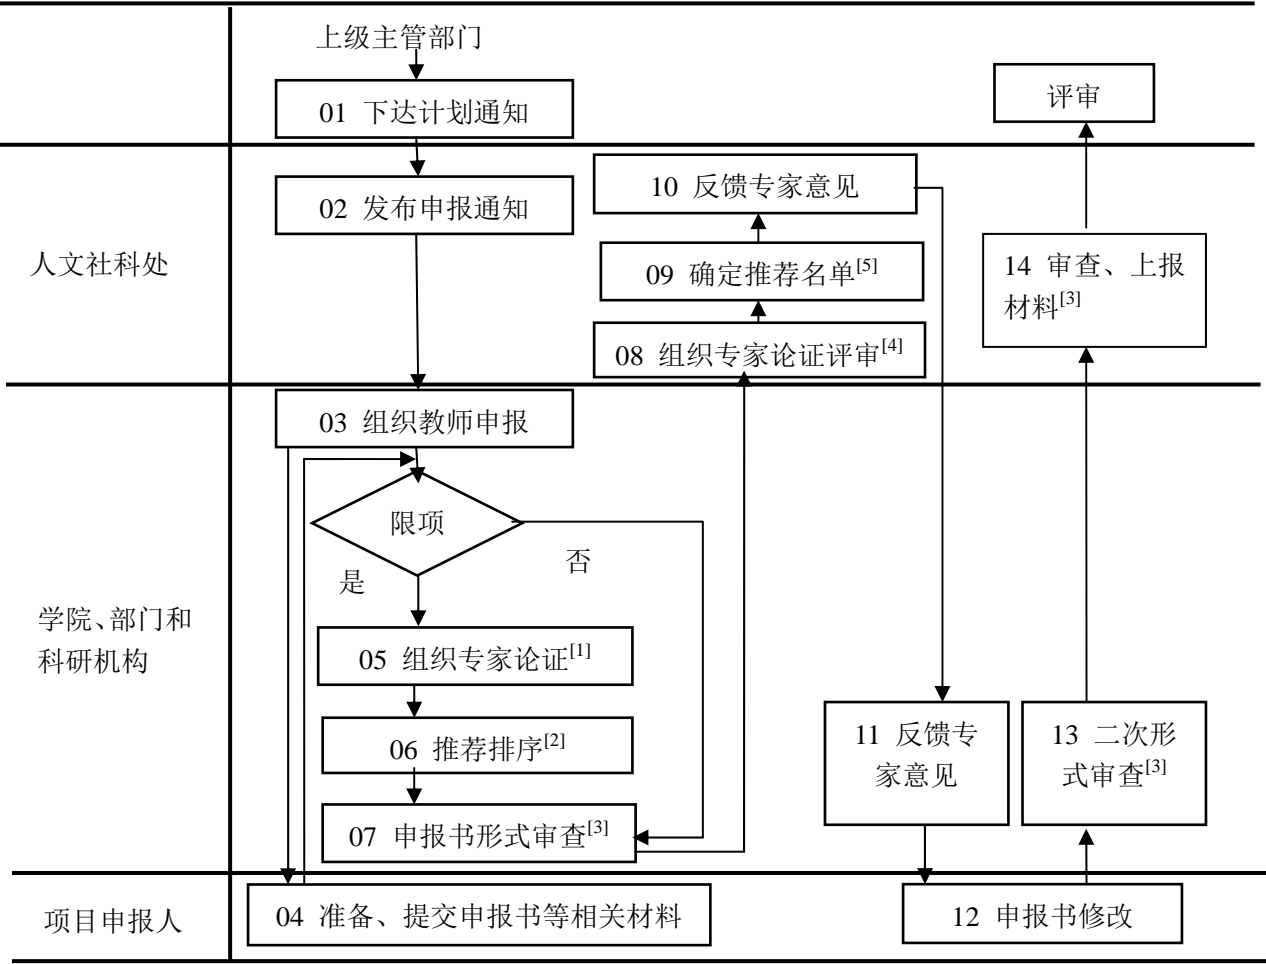 上级主管部门
01 下达计划通知
评审
人文社科处
02 发布申报通知
10 反馈专家意见
09 确定推荐名单[5]
08 组织专家论证评审[4]
14 审查、上报
材料[3]
学院、部门和
科研机构
03 组织教师申报
限项
是
否
05 组织专家论证[1]
06 推荐排序[2]
07 申报书形式审查[3]
11 反馈专
家意见
13 二次形
式审查[3]
项目申报人
04 准备、提交申报书等相关材料
12 申报书修改